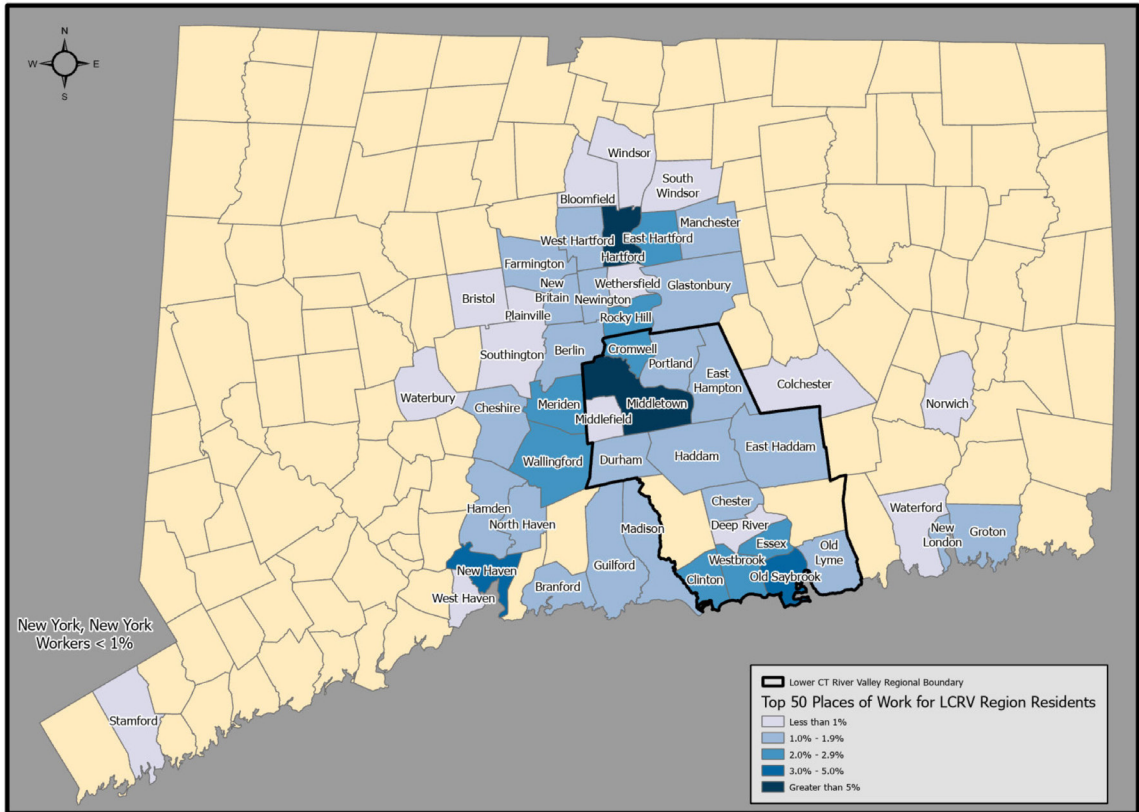 N
W
E
S
Windsor
South
Windsor
Bloomfield
Manchester
West Hartford
East Hartford
Hartford
Farmington
Wethersfield
Glastonbury
New
Britain
Newington
Bristol
Plainville
Rocky Hill
Cromwell
Berlin
Portland
Southington
East
Hampton
Colchester
Waterbury
Norwich
Cheshire
Meriden
Middletown
Middlefield
East Haddam
Durham
Haddam
Wallingford
Chester
Waterford
Hamden
North Haven
Deep River
Madison
New
London
Groton
Essex
Old
Lyme
Westbrook
Guilford
New Haven
Clinton
Old Saybrook
Branford
West Haven
New York, New York
Workers < 1%
Stamford
Lower CT River Valley Regional Boundary
Top 50 Places of Work for LCRV Region Residents
Less than 1%
1.0% - 1.9%
2.0% - 2.9%
3.0% - 5.0%
Greater than 5%